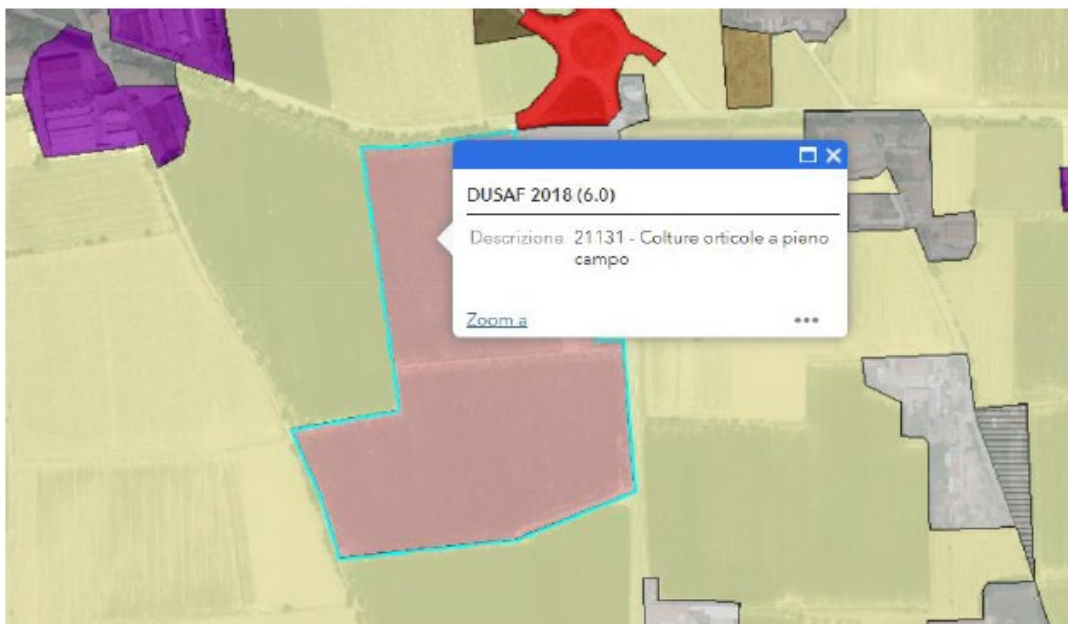 DUSAF 2018 (6.0)
Descrizione 21131 - Colture orticole a pieno
campo
Zoom a